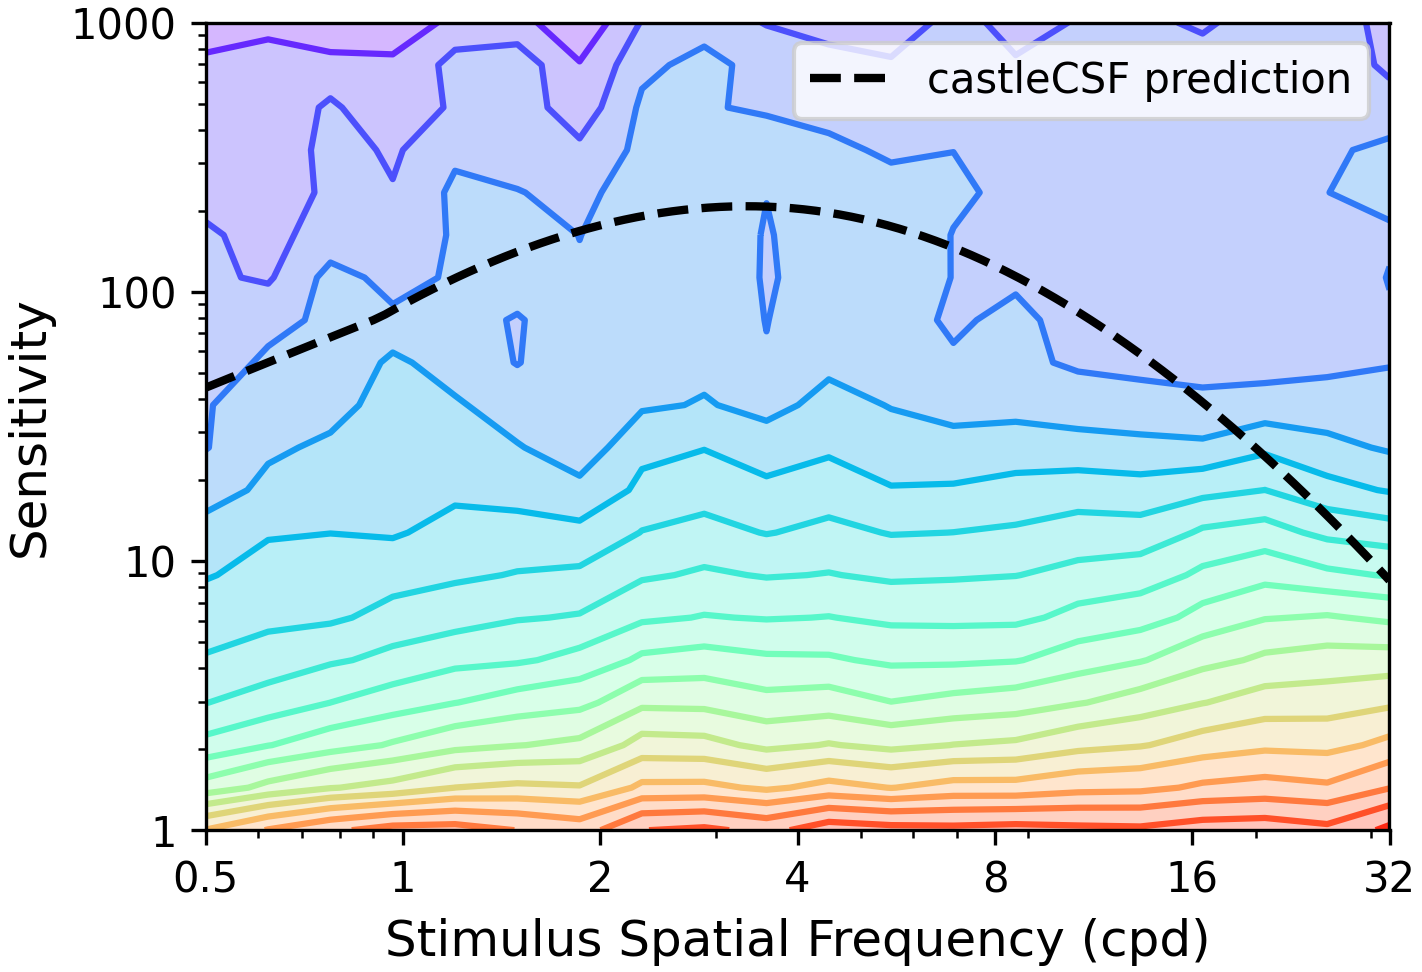 1000
castleCSF prediction
100
Sensitivity
10
1
0.5 1 2 4 8 16 32
Stimulus Spatial Frequency (cpd)